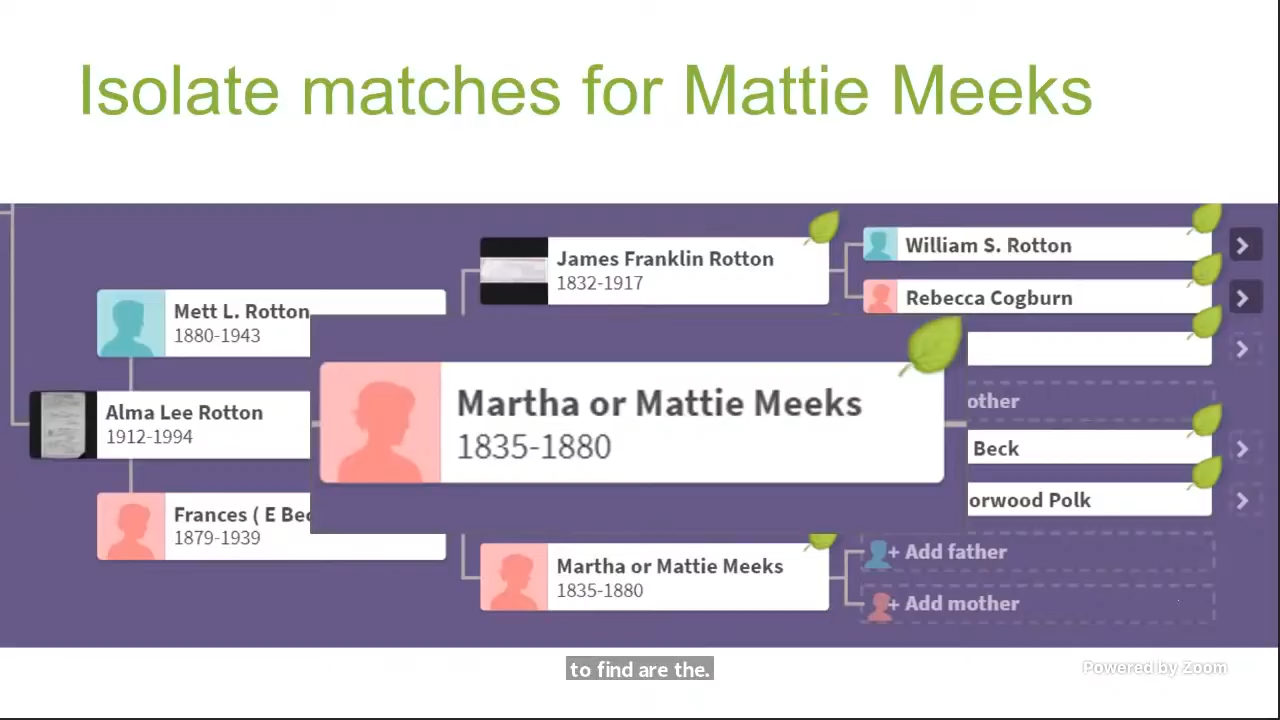 Isolate matches for Mattie Meeks
James Franklin Rotton
1832-1917
William S. Rotton
Rebecca Cogburn
Mett L. Rotton
1880-1943
other
Martha or Mattie Meeks
1835-1880
Alma Lee Rotton
1912-1994
Beck
orwood Polk
Frances ( E Bec
1879-1939
Martha or Mattie Meeks
1835-1880
+ Add father
+ Add mother
to find are the.
Powered by Zoom